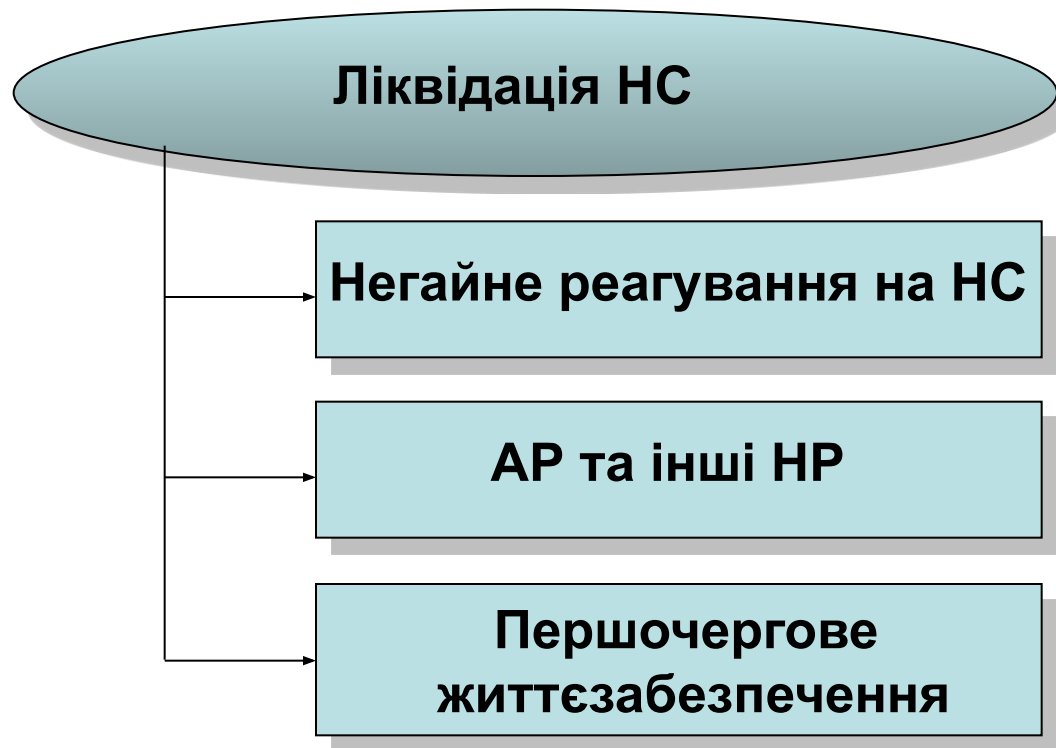 Ліквідація НС
Негайне реагування на НС
АР та інші НР
Першочергове
життєзабезпечення